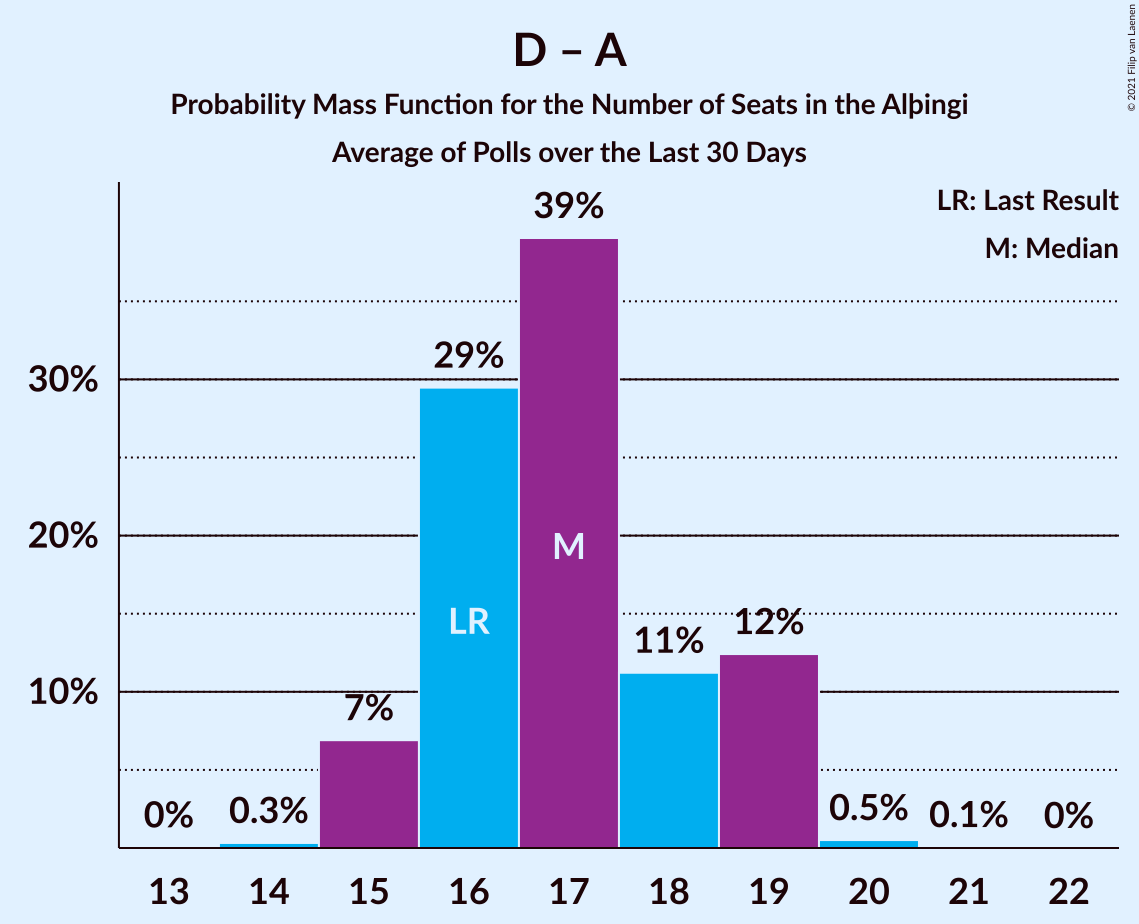 D – A
Probability Mass Function for the Number of Seats in the Alþingi
Average of Polls over the Last 30 Days
© 2021 Filip van Laenen
LR: Last Result
M: Median
39%
29%
30%
M
20%
LR
12%
11%
10%
7%
0%
0.3%
0.5%
0.1%
0%
13 14 15 16 17 18 19 20 21 22